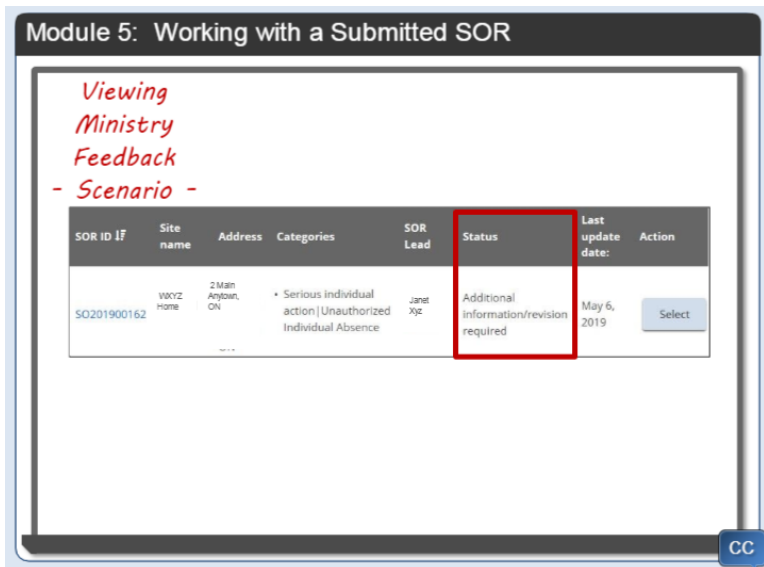 Module 5: Working with a Submitted SOR
Viewing
Ministry
Feedback
- Scenario -
SOR ID Site name Address Categories SOR Lead Status Last update date: Action
SO201900162 WXYZ Home 2 Main Anytown, ON • Serious individual action|Unauthorized Individual Absence Janet Xyz Additional information/revision required May 6, 2019 Select
CC